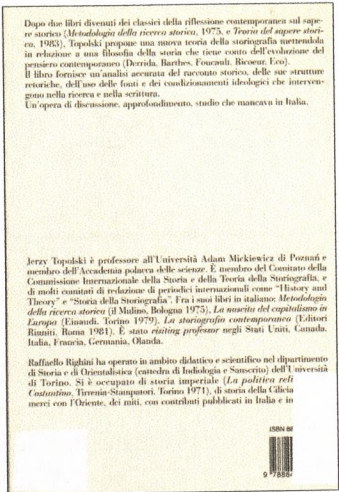 Dopo due libri divenuti dei classici della riflessione contemporanea sul sape-
re storico (Metodologia della ricerca storica, 1975, e Teoria del sapere stori-
co, 1983), Topolski propone una nuova teoria della storiografia mettendola
in relazione a una filosofia della storia che tiene conto dell'evoluzione del
pensiero contemporaneo (Derrida, Barthes, Foucault, Ricoeur, Eco).
Il libro fornisce un'analisi accurata del racconto storico, delle sue strutture
retoriche, dell'uso delle fonti e dei condizionamenti ideologici che interven-
gono nella ricerca e nella scrittura.
Un'opera di discussione, approfondimento, studio che mancava in Italia.
Jerzy Topolski è professore all'Università Adam Mickiewicz di Poznań e
membro dell'Accademia polacca delle scienze. È membro del Comitato della
Commissione Internazionale della Storia e della Teoria della Storiografia, e
di molti comitati di redazione di periodici internazionali come "History and
Theory" e "Storia della Storiografia". Fra i suoi libri in italiano: Metodologia
della ricerca storica (il Mulino, Bologna 1975), La nascita del capitalismo in
Europa (Einaudi, Torino 1979), La storiografia contemporanea (Editori
Riuniti, Roma 1981). È stato visiting professor negli Stati Uniti, Canada,
Italia, Francia, Germania, Olanda.
Raffaello Righini ha operato in ambito didattico e scientifico nel dipartimento
di Storia e di Orientalistica (cattedra di Indiologia e Sanscrito) dell'Università
di Torino. Si è occupato di storia imperiale (La politica reli
Costantino, Tirrenia-Stampatori, Torino 1971), di storia della Cilicia
merci con l'Oriente, dei miti, con contributi pubblicati in Italia e in
ISBN 88
9 7888